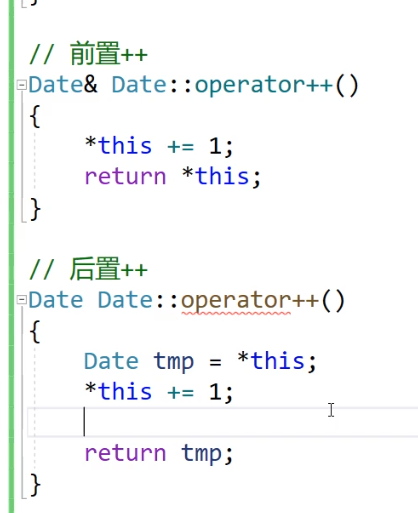 // 前置++
Date& Date::operator++()
{
*this += 1;
return *this;
}
// 后置++
Date Date::operator++()
{
Date tmp = *this;
*this += 1;
return tmp;
}